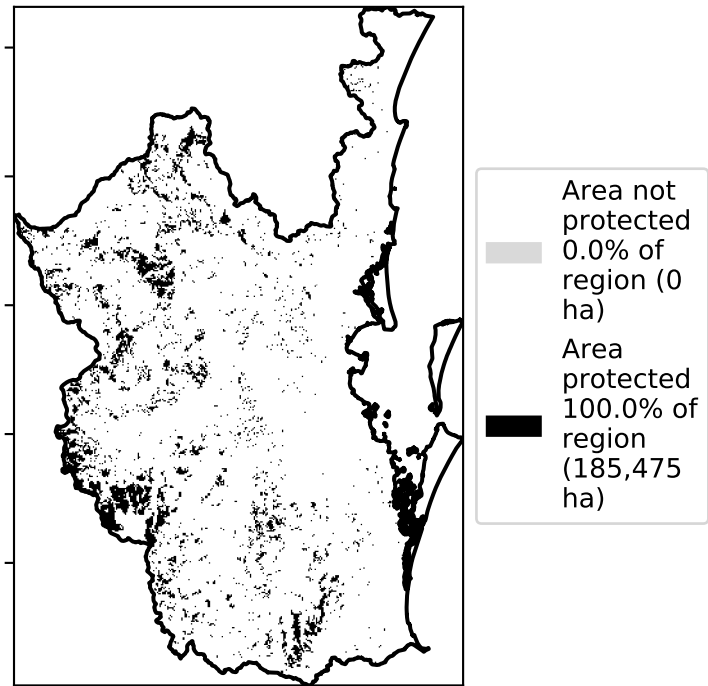 Area not
protected
0.0% of
region (0
ha)
Area
protected
100.0% of
region
(185,475
ha)